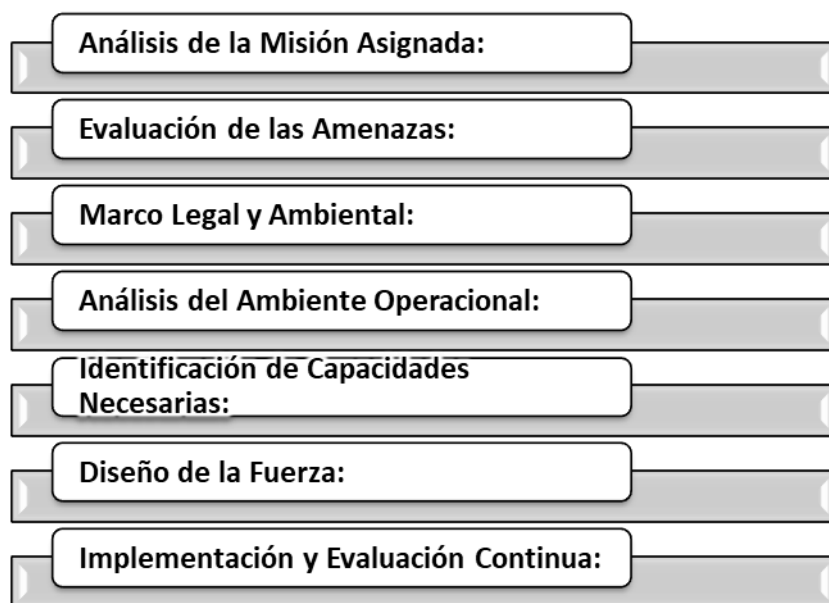 Análisis de la Misión Asignada:
Evaluación de las Amenazas:
Marco Legal y Ambiental:
Análisis del Ambiente Operacional:
Identificación de Capacidades
Necesarias:
Diseño de la Fuerza:
Implementación y Evaluación Continua: